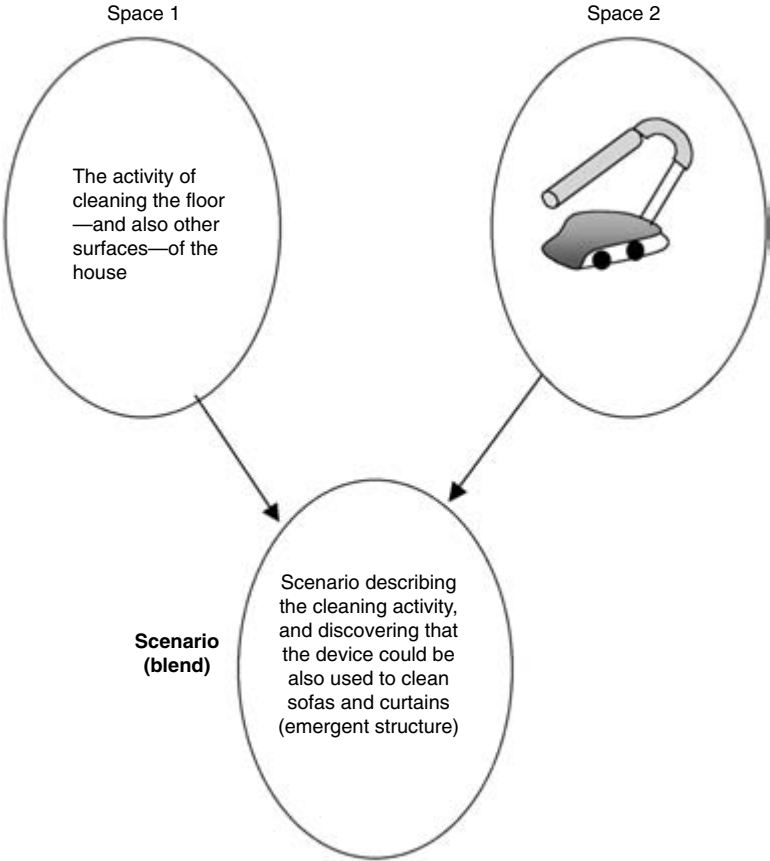 Space 1
Space 2
The activity of
cleaning the floor
—and also other
surfaces—of the
house
Scenario
(blend)
Scenario describing
the cleaning activity,
and discovering that
the device could be
also used to clean
sofas and curtains
(emergent structure)